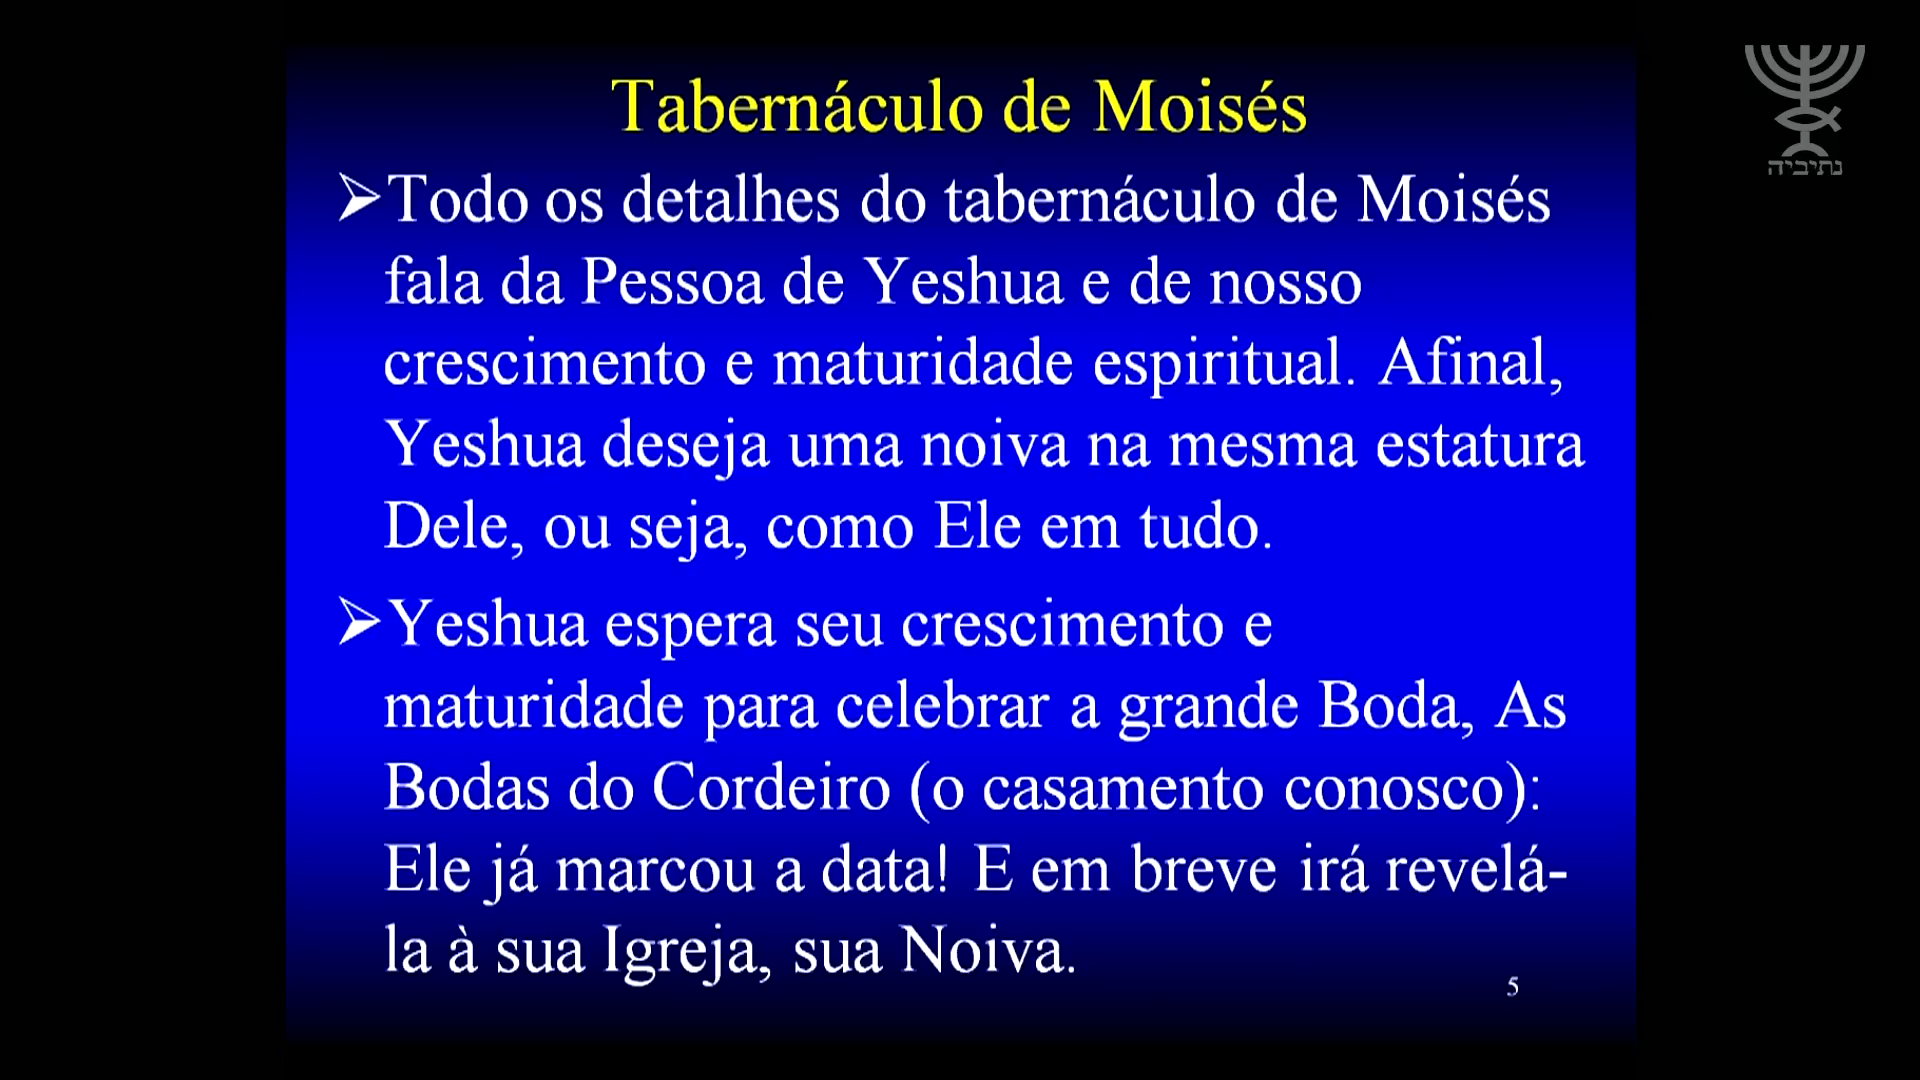 Tabernáculo de Moisés
➢Todo os detalhes do tabernáculo de Moisés
fala da Pessoa de Yeshua e de nosso
crescimento e maturidade espiritual. Afinal,
Yeshua deseja uma noiva na mesma estatura
Dele, ou seja, como Ele em tudo.
➢Yeshua espera seu crescimento e
maturidade para celebrar a grande Boda, As
Bodas do Cordeiro (o casamento conosco):
Ele já marcou a data! E em breve irá revelá-
la à sua Igreja, sua Noiva.
5
נתיביה